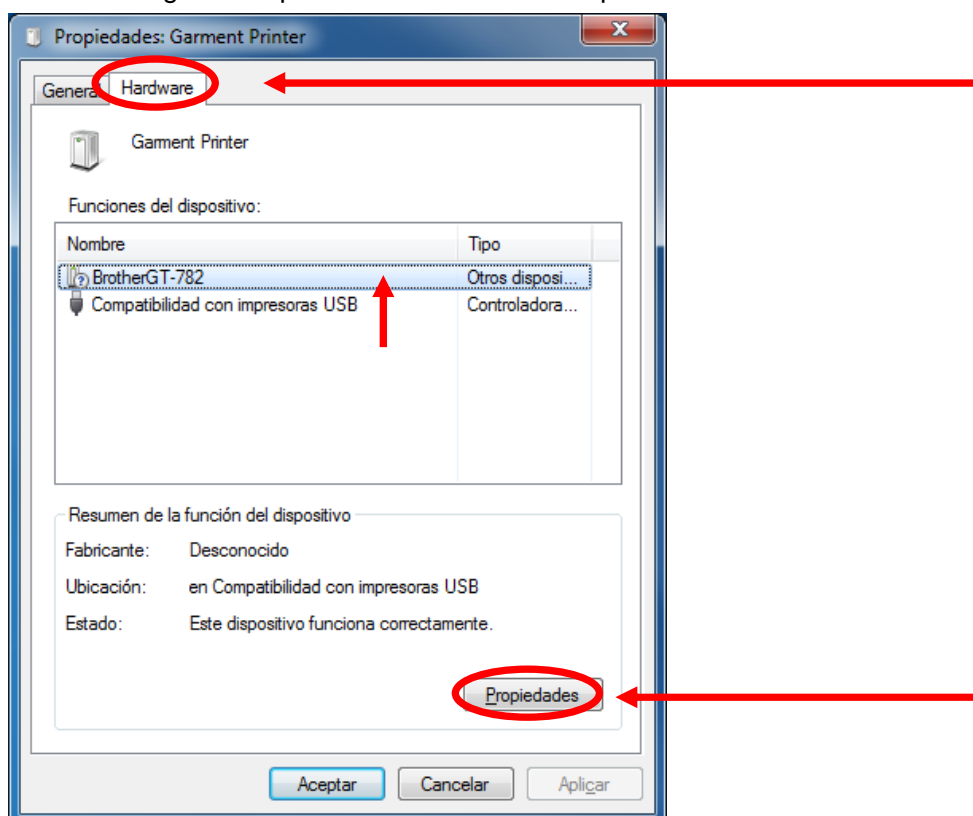 Propiedades: Garment Printer
General Hardware
Garment Printer
Funciones del dispositivo:
Nombre Tipo
BrotherGT-782 Otros disposi...
Compatibilidad con impresoras USB Controladora...
Resumen de la función del dispositivo
Fabricante: Desconocido
Ubicación: en Compatibilidad con impresoras USB
Estado: Este dispositivo funciona correctamente.
Propiedades
Aceptar Cancelar Aplicar